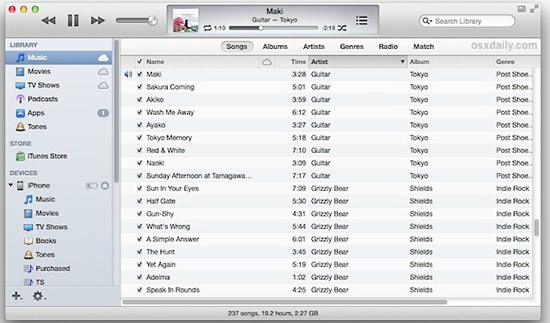 Maki
Guitar — Tokyo
1:10 -2:18
Search Library
osxdaily.com
Songs Albums Artists Genres Radio Match
LIBRARY
Music
Movies
TV Shows
Podcasts
Apps 1
Tones
STORE
iTunes Store
DEVICES
iPhone
Music
Movies
TV Shows
Books
Tones
Purchased
TS
Name Time Artist Album Genre
Maki 3:28 Guitar Tokyo Post Shoe...
Sakura Coming 5:01 Guitar Tokyo Post Shoe...
Akiko 3:59 Guitar Tokyo Post Shoe...
Wash Me Away 6:12 Guitar Tokyo Post Shoe...
Ayako 3:27 Guitar Tokyo Post Shoe...
Tokyo Memory 5:18 Guitar Tokyo Post Shoe...
Red & White 7:10 Guitar Tokyo Post Shoe...
Naoki 3:09 Guitar Tokyo Post Shoe...
Sunday Afternoon at Tamagawa... 7:17 Guitar Tokyo Post Shoe...
Sun In Your Eyes 7:09 Grizzly Bear Shields Indie Rock
Half Gate 5:30 Grizzly Bear Shields Indie Rock
Gun-Shy 4:31 Grizzly Bear Shields Indie Rock
What's Wrong 5:44 Grizzly Bear Shields Indie Rock
A Simple Answer 6:01 Grizzly Bear Shields Indie Rock
The Hunt 3:45 Grizzly Bear Shields Indie Rock
Yet Again 5:19 Grizzly Bear Shields Indie Rock
Adelma 1:02 Grizzly Bear Shields Indie Rock
Speak In Rounds 4:25 Grizzly Bear Shields Indie Rock
237 songs, 19.2 hours, 2.27 GB